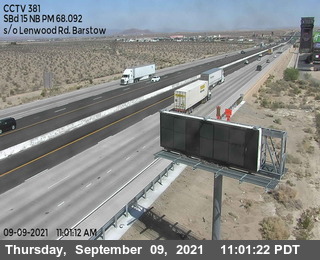 CCTV 381
SBd 15 NB PM 68.092
s/o Lenwood Rd. Barstow
09-09-2021 11:01:12 AM
Thursday, September 09, 2021 11:01:22 PDT